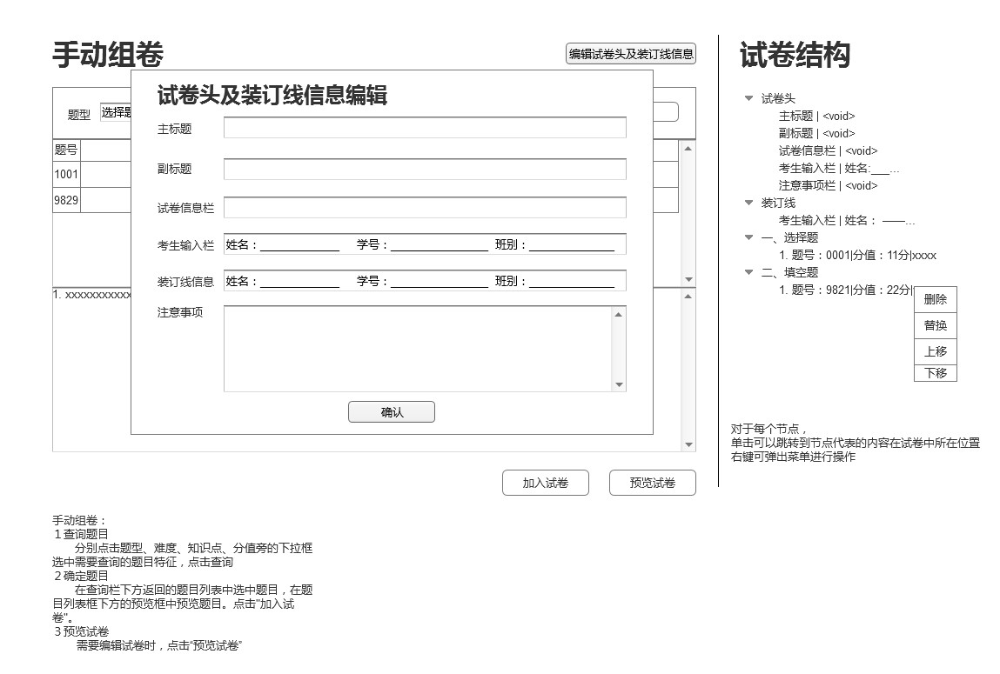 手动组卷
编辑试卷头及装订线信息
题型
选择题
题号
1001
9829
1. xxxxxxxxxxx
试卷头及装订线信息编辑
主标题
副标题
试卷信息栏
考生输入栏 姓名：_____________ 学号：________________ 班别：______________
装订线信息 姓名：_____________ 学号：________________ 班别：______________
注意事项
确认
加入试卷
预览试卷
试卷结构
试卷头
主标题 | <void>
副标题 | <void>
试卷信息栏 | <void>
考生输入栏 | 姓名:___…
注意事项栏 | <void>
装订线
考生输入栏 | 姓名： ——…
一、选择题
1. 题号：0001|分值：11分|xxxx
二、填空题
1. 题号：9821|分值：22分|
删除
替换
上移
下移
对于每个节点，
单击可以跳转到节点代表的内容在试卷中所在位置
右键可弹出菜单进行操作
手动组卷：
１查询题目
分别点击题型、难度、知识点、分值旁的下拉框
选中需要查询的题目特征，点击查询
２确定题目
在查询栏下方返回的题目列表中选中题目，在题
目列表框下方的预览框中预览题目。点击"加入试
卷"。
３预览试卷
需要编辑试卷时，点击“预览试卷”